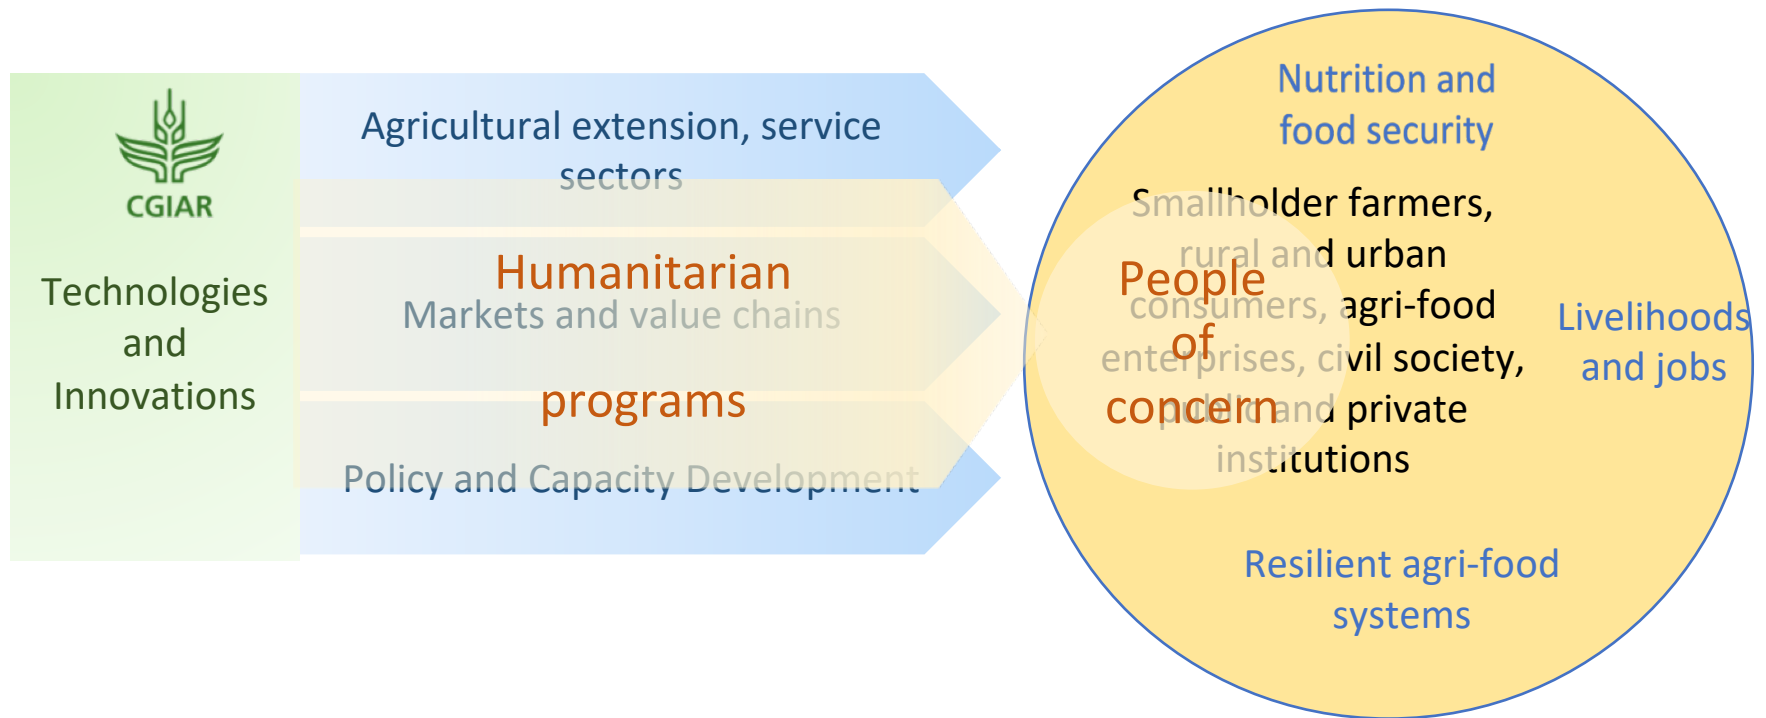 CGIAR
Technologies
and
Innovations
Agricultural extension, service
sectors
Humanitarian
Markets and value chains
programs
Policy and Capacity Development
Nutrition and
food security
Smallholder farmers,
rural and urban
consumers, agri-food
enterprises, civil society,
public and private
institutions
People
of
concern
Livelihoods
and jobs
Resilient agri-food
systems